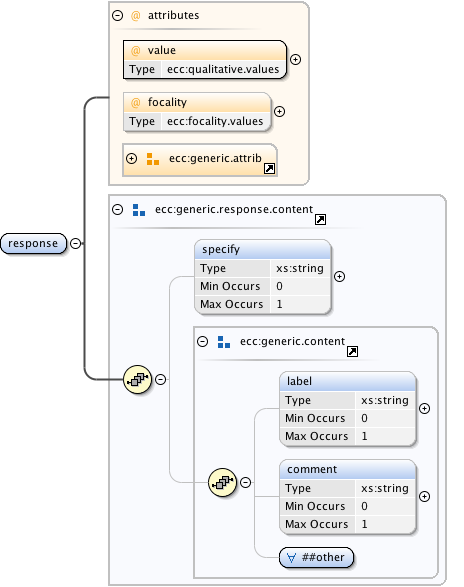 @ attributes
@ value
Type ecc:qualitative.values
@ focality
Type ecc:focality.values
ecc:generic.attrib
ecc:generic.response.content
response
specify
Type xs:string
Min Occurs 0
Max Occurs 1
ecc:generic.content
label
Type xs:string
Min Occurs 0
Max Occurs 1
comment
Type xs:string
Min Occurs 0
Max Occurs 1
∀ ##other